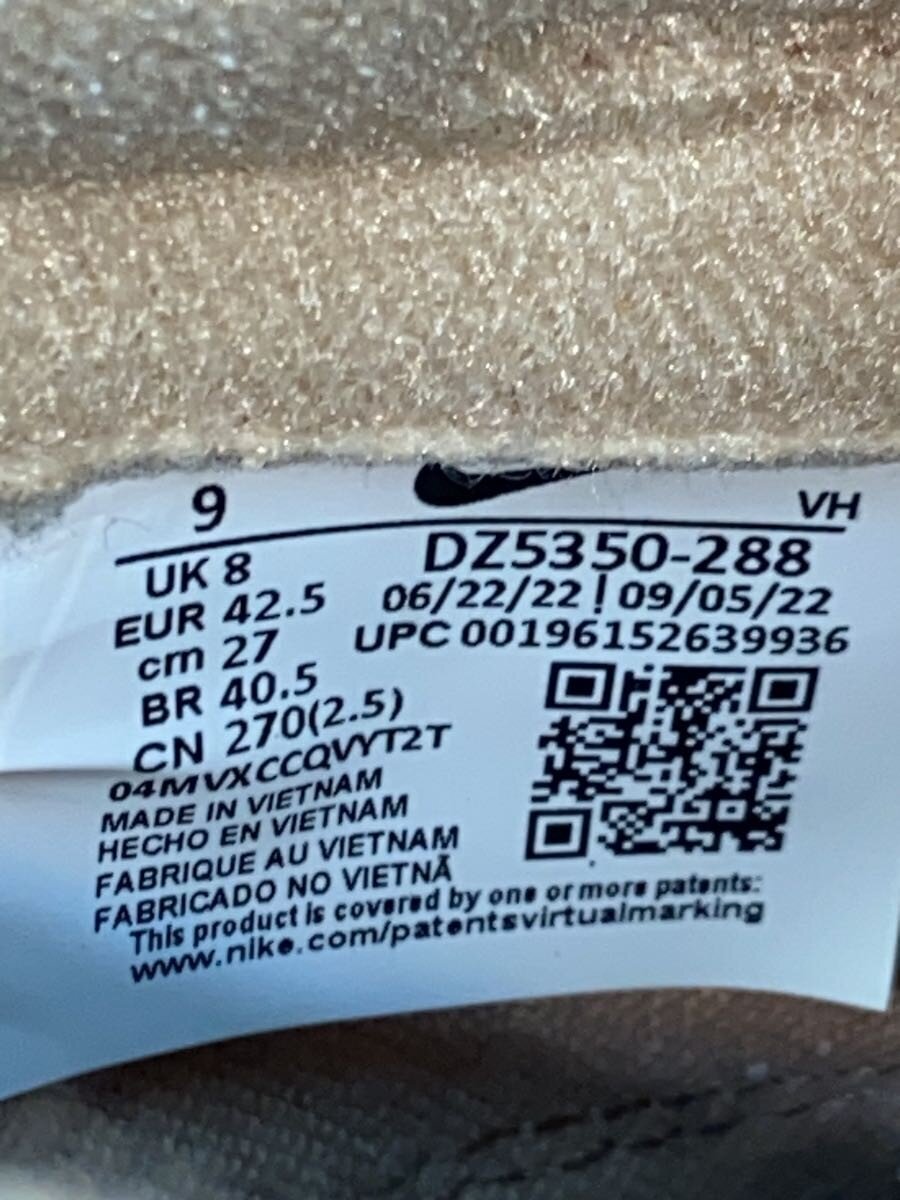 9
VH
UK 8
EUR 42.5
cm 27
BR 40.5
CN 270(2.5)
DZ5350-288
06/22/22 | 09/05/22
UPC 00196152639936
04MVXCCQVYT2T
MADE IN VIETNAM
HECHO EN VIETNAM
FABRIQUE AU VIETNAM
FABRICADO NO VIETNÃ
This product is covered by one or more patents:
www.nike.com/patentsvirtualmarking